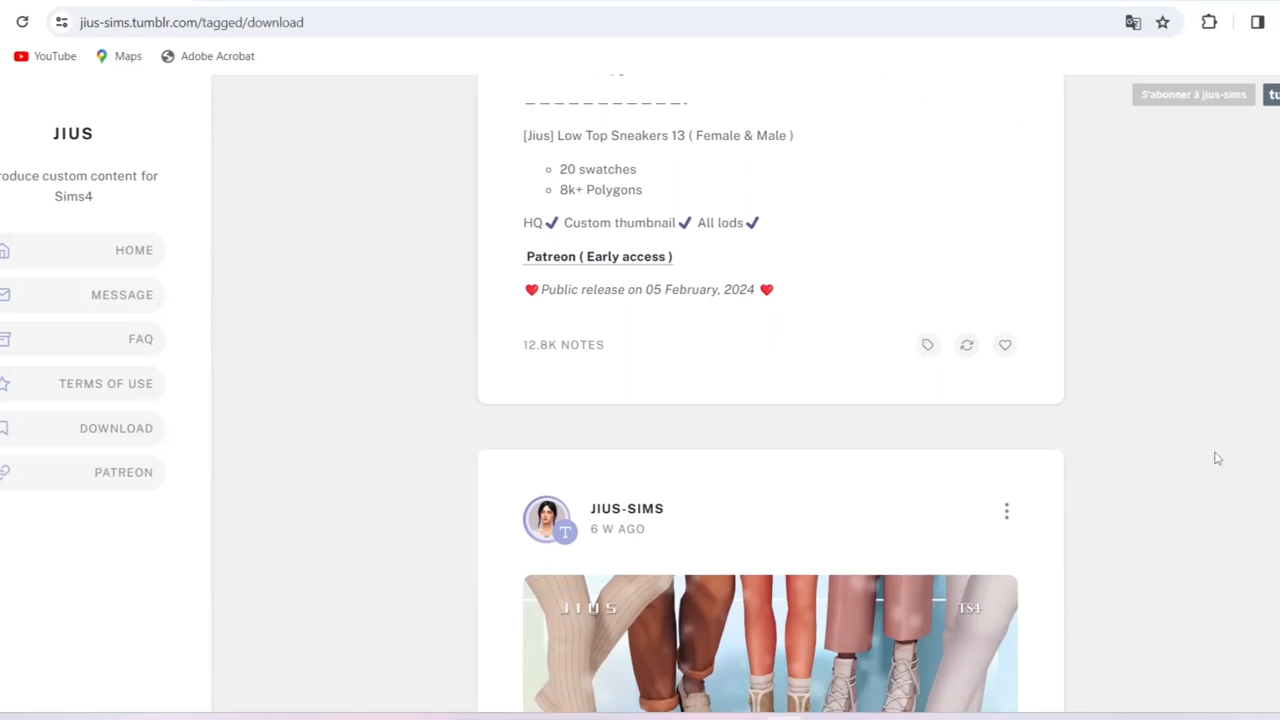 jius-sims.tumblr.com/tagged/download
YouTube
Maps
Adobe Acrobat
JIUS
roduce custom content for
Sims4
HOME
MESSAGE
FAQ
TERMS OF USE
DOWNLOAD
PATREON
S'abonner à jius-sims
tu
— — — — — — — — — — -
[Jius] Low Top Sneakers 13 ( Female & Male )
20 swatches
8k+ Polygons
HQ✔ Custom thumbnail✔ All lods✔
Patreon ( Early access )
❤Public release on 05 February, 2024 ❤
12.8K NOTES
JIUS-SIMS
T
6 W AGO
JIUS
TS4